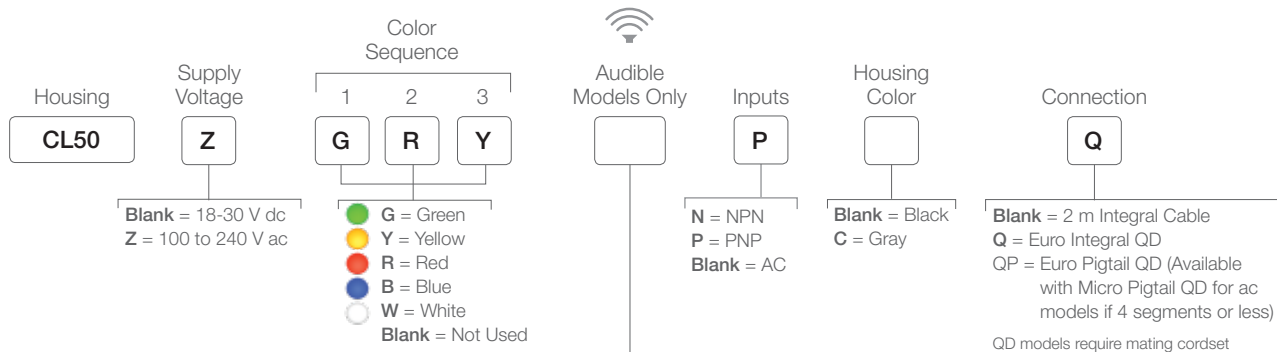 Color
Sequence
Housing
Supply
Voltage
1 2 3
Audible
Models Only
Inputs
Housing
Color
Connection
CL50 Z G R Y P Q
Blank = 18-30 V dc
Z = 100 to 240 V ac
G = Green
Y = Yellow
R = Red
B = Blue
W = White
Blank = Not Used
N = NPN
P = PNP
Blank = AC
Blank = Black
C = Gray
Blank = 2 m Integral Cable
Q = Euro Integral QD
QP = Euro Pigtail QD (Available
with Micro Pigtail QD for ac
models if 4 segments or less)
QD models require mating cordset